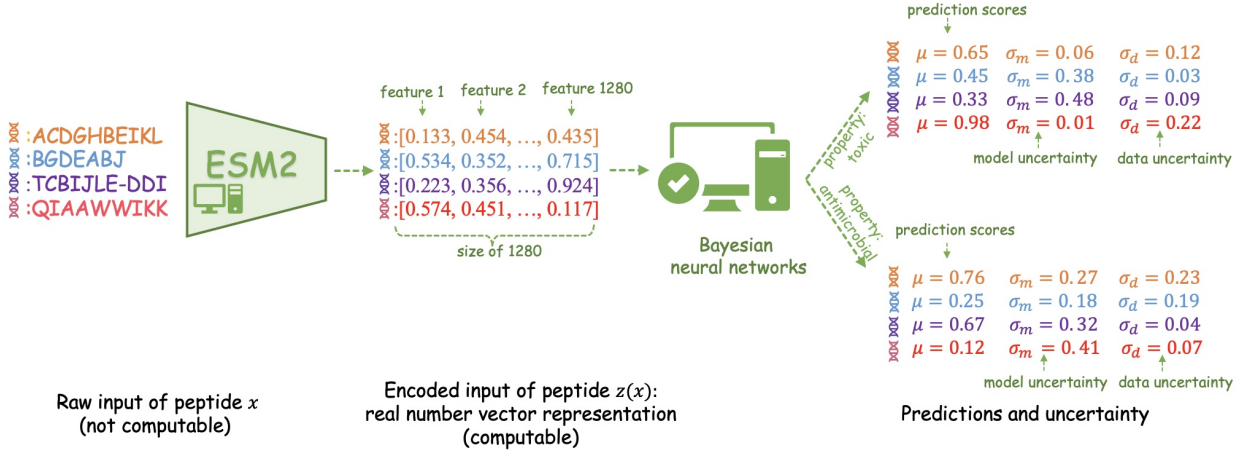 :ACDGHBEIKL
:BGDEABJ
:TCBIJLE-DDI
:QIAAWWIKK
Raw input of peptide x
(not computable)
ESM2
feature 1 feature 2 feature 1280
:[0.133, 0.454, ..., 0.435]
:[0.534, 0.352, ..., 0.715]
:[0.223, 0.356, ..., 0.924]
:[0.574, 0.451, ..., 0.117]
size of 1280
Encoded input of peptide z(x):
real number vector representation
(computable)
Bayesian
neural networks
property:
toxic
property:
antimicrobial
prediction scores
μ = 0.65 σm = 0.06 σd = 0.12
μ = 0.45 σm = 0.38 σd = 0.03
μ = 0.33 σm = 0.48 σd = 0.09
μ = 0.98 σm = 0.01 σd = 0.22
model uncertainty data uncertainty
prediction scores
μ = 0.76 σm = 0.27 σd = 0.23
μ = 0.25 σm = 0.18 σd = 0.19
μ = 0.67 σm = 0.32 σd = 0.04
μ = 0.12 σm = 0.41 σd = 0.07
model uncertainty data uncertainty
Predictions and uncertainty